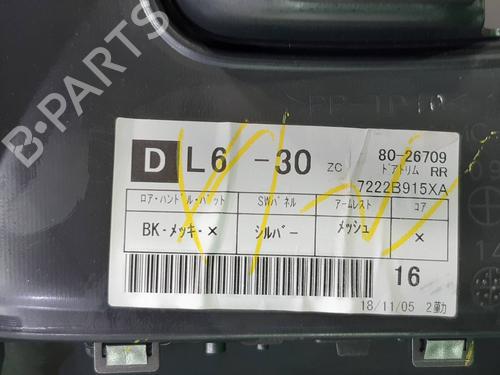 B-PARTS
D L6 -30 ZC 80-26709
ドアトリム RR
7222B915XA
ロア・ハンドル・バゼット SWパネル アームレスト コア
BK-メッキ-× シルバー メッシュ ×
16
18/11/05 2勤